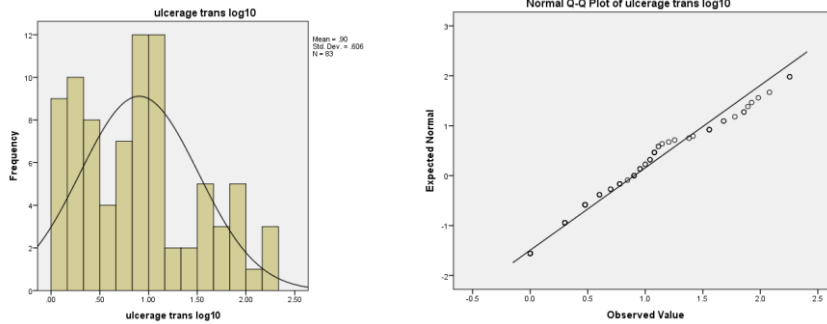 ulcerage trans log10
Mean = .90
Std. Dev. = .606
N = 83
Frequency
12
10
8
6
4
2
0
.00 .50 1.00 1.50 2.00 2.50
ulcerage trans log10
Normal Q-Q Plot of ulcerage trans log10
Expected Normal
3
2
1
0
-1
-2
-0.5 0.0 0.5 1.0 1.5 2.0 2.5
Observed Value